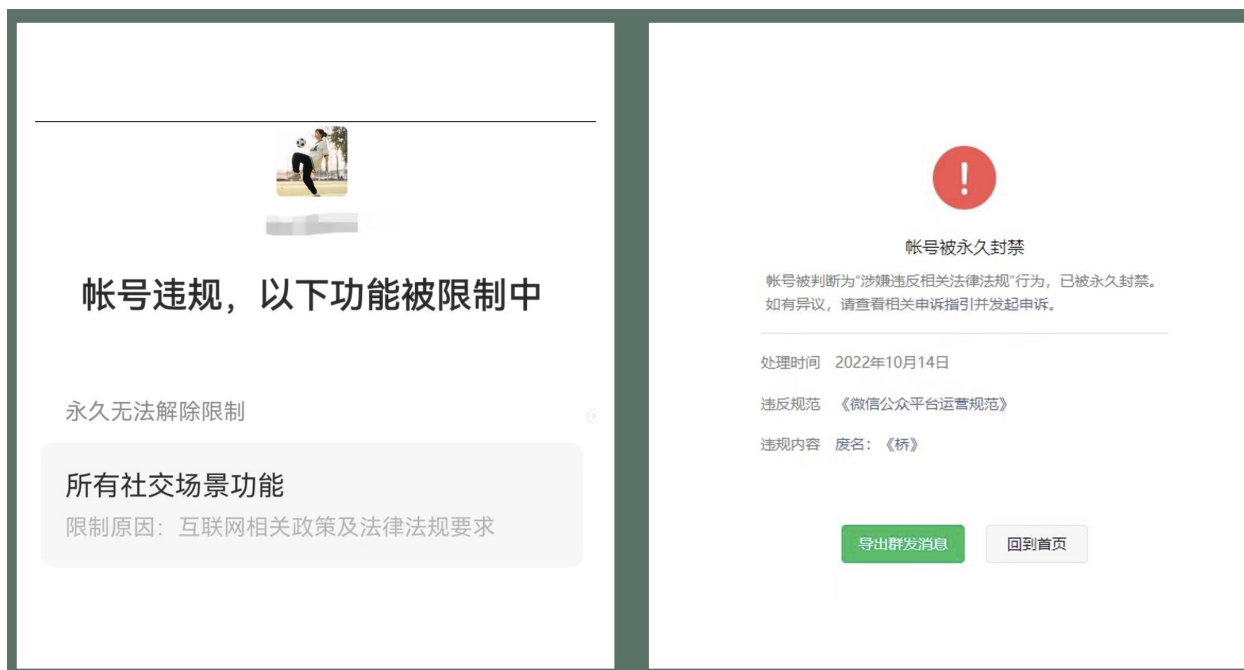 帐号违规，以下功能被限制中
永久无法解除限制
所有社交场景功能
限制原因：互联网相关政策及法律法规要求
帐号被永久封禁
帐号被判断为“涉嫌违反相关法律法规”行为，已被永久封禁。
如有异议，请查看相关申诉指引并发起申诉。
处理时间 2022年10月14日
违反规范 《微信公众平台运营规范》
违规内容 废名：《桥》
导出群发消息 回到首页